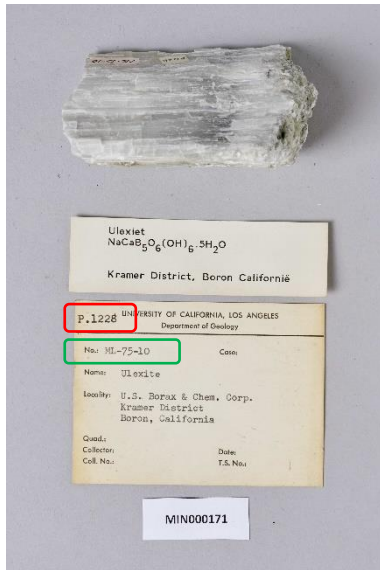 Ulexiet
NaCaB5O6(OH)6.5H2O
Kramer District, Boron Californië
P.1228 UNIVERSITY OF CALIFORNIA, LOS ANGELES
Department of Geology
No.: ML-75-10 Case:
Name: Ulexite
Locality: U.S. Borax & Chem. Corp.
Kramer District
Boron, California
Quad.:
Collector: Date:
Coll. No.: T.S. No.:
MIN000171